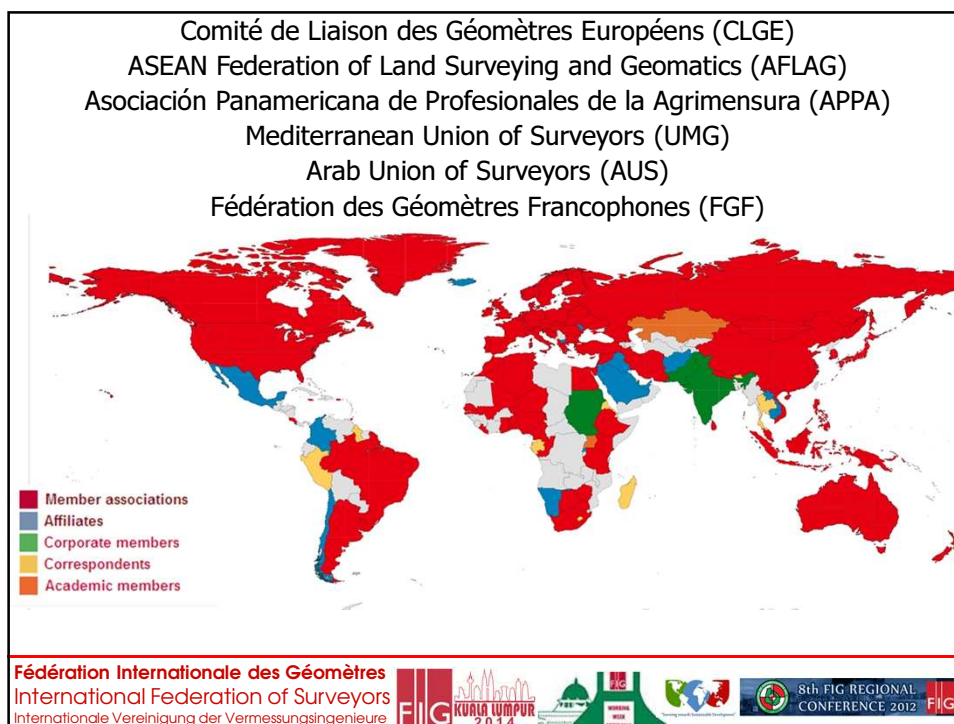 Comité de Liaison des Géomètres Européens (CLGE)
ASEAN Federation of Land Surveying and Geomatics (AFLAG)
Asociación Panamericana de Profesionales de la Agrimensura (APPA)
Mediterranean Union of Surveyors (UMG)
Arab Union of Surveyors (AUS)
Fédération des Géomètres Francophones (FGF)
Member associations
Affiliates
Corporate members
Correspondents
Academic members
Fédération Internationale des Géomètres
International Federation of Surveyors
Internationale Vereinigung der Vermessungsingenieure
FIG
KUALA LUMPUR
2014
FIG
WORKING
WEEK
8th FIG REGIONAL
CONFERENCE 2012
FIG